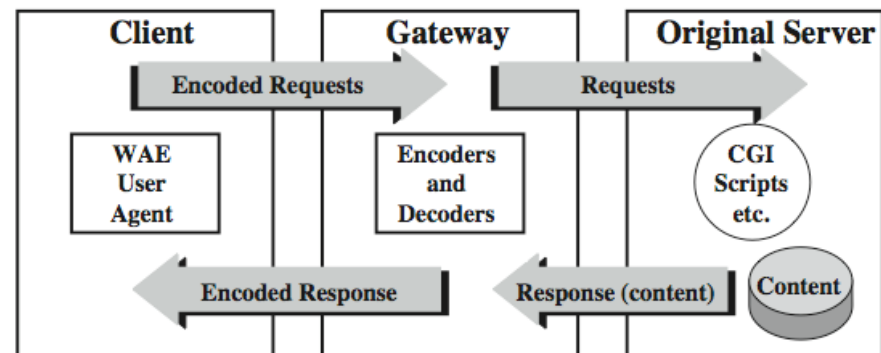 Client
Gateway
Original Server
Encoded Requests
Requests
WAE
User
Agent
Encoders
and
Decoders
CGI
Scripts
etc.
Encoded Response
Response (content)
Content